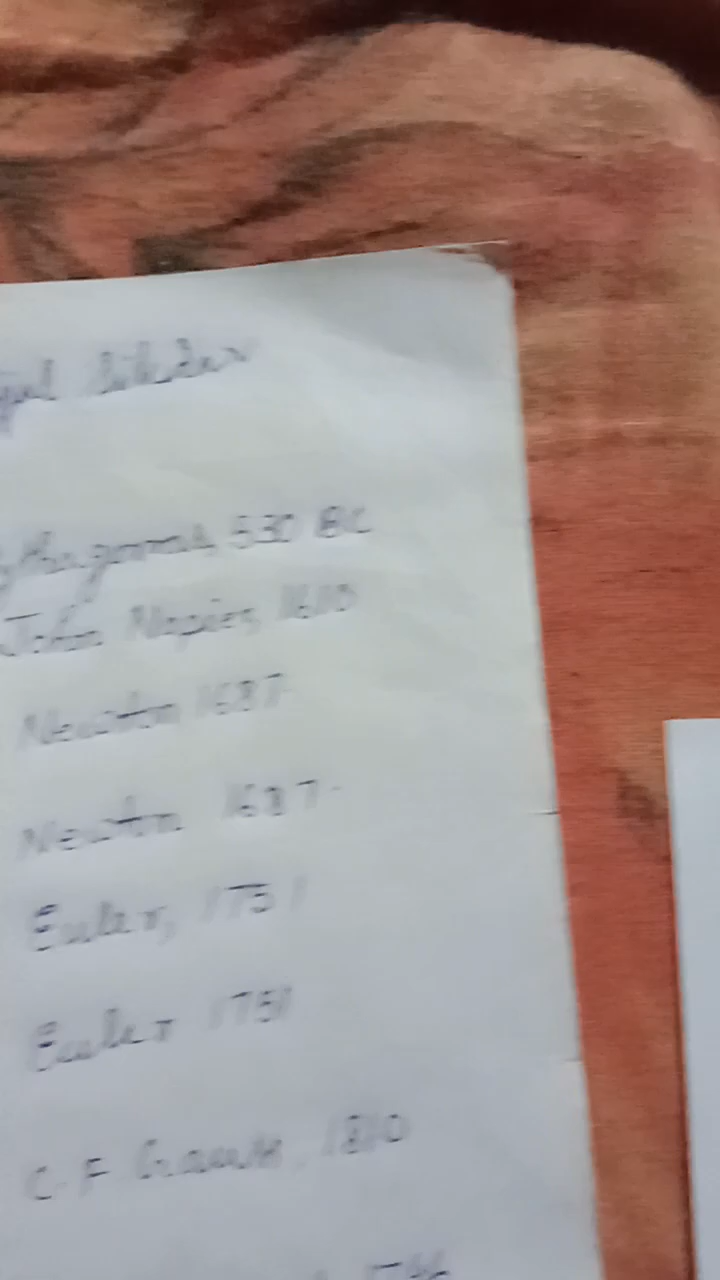 Pythagoras, 530 BC
John Napier, 1610
Newton 1687
Newton 1687
Euler, 1751
Euler 1751
C. F. Gauss, 1810